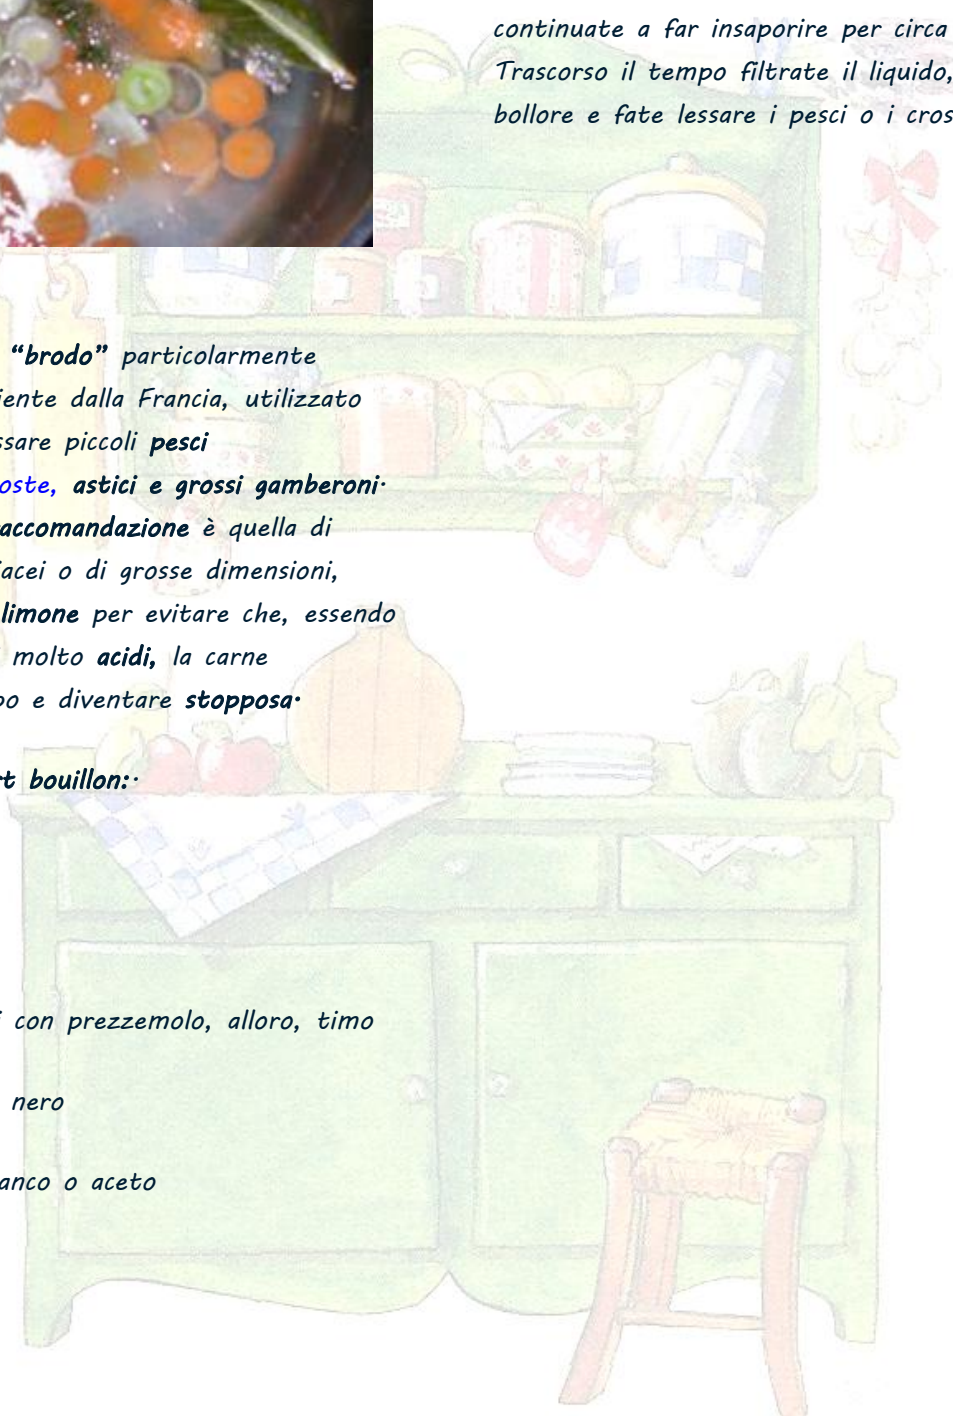 “brodo” particolarmente
iente dalla Francia, utilizzato
ssare piccoli pesci
oste, astici e grossi gamberoni·
accomandazione è quella di
acei o di grosse dimensioni,
limone per evitare che, essendo
molto acidi, la carne
po e diventare stopposa·
rt bouillon:·
i con prezzemolo, alloro, timo
nero
anco o aceto
continuate a far insaporire per circa
Trascorso il tempo filtrate il liquido,
bollore e fate lessare i pesci o i cros